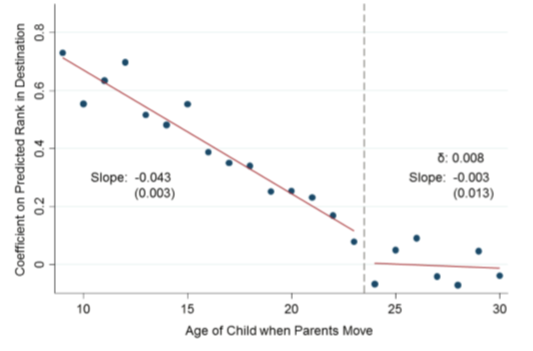 Coefficient on Predicted Rank in Destination
0.8
0.6
0.4
0.2
0
Slope: -0.043
(0.003)
δ: 0.008
Slope: -0.003
(0.013)
10 15 20 25 30
Age of Child when Parents Move